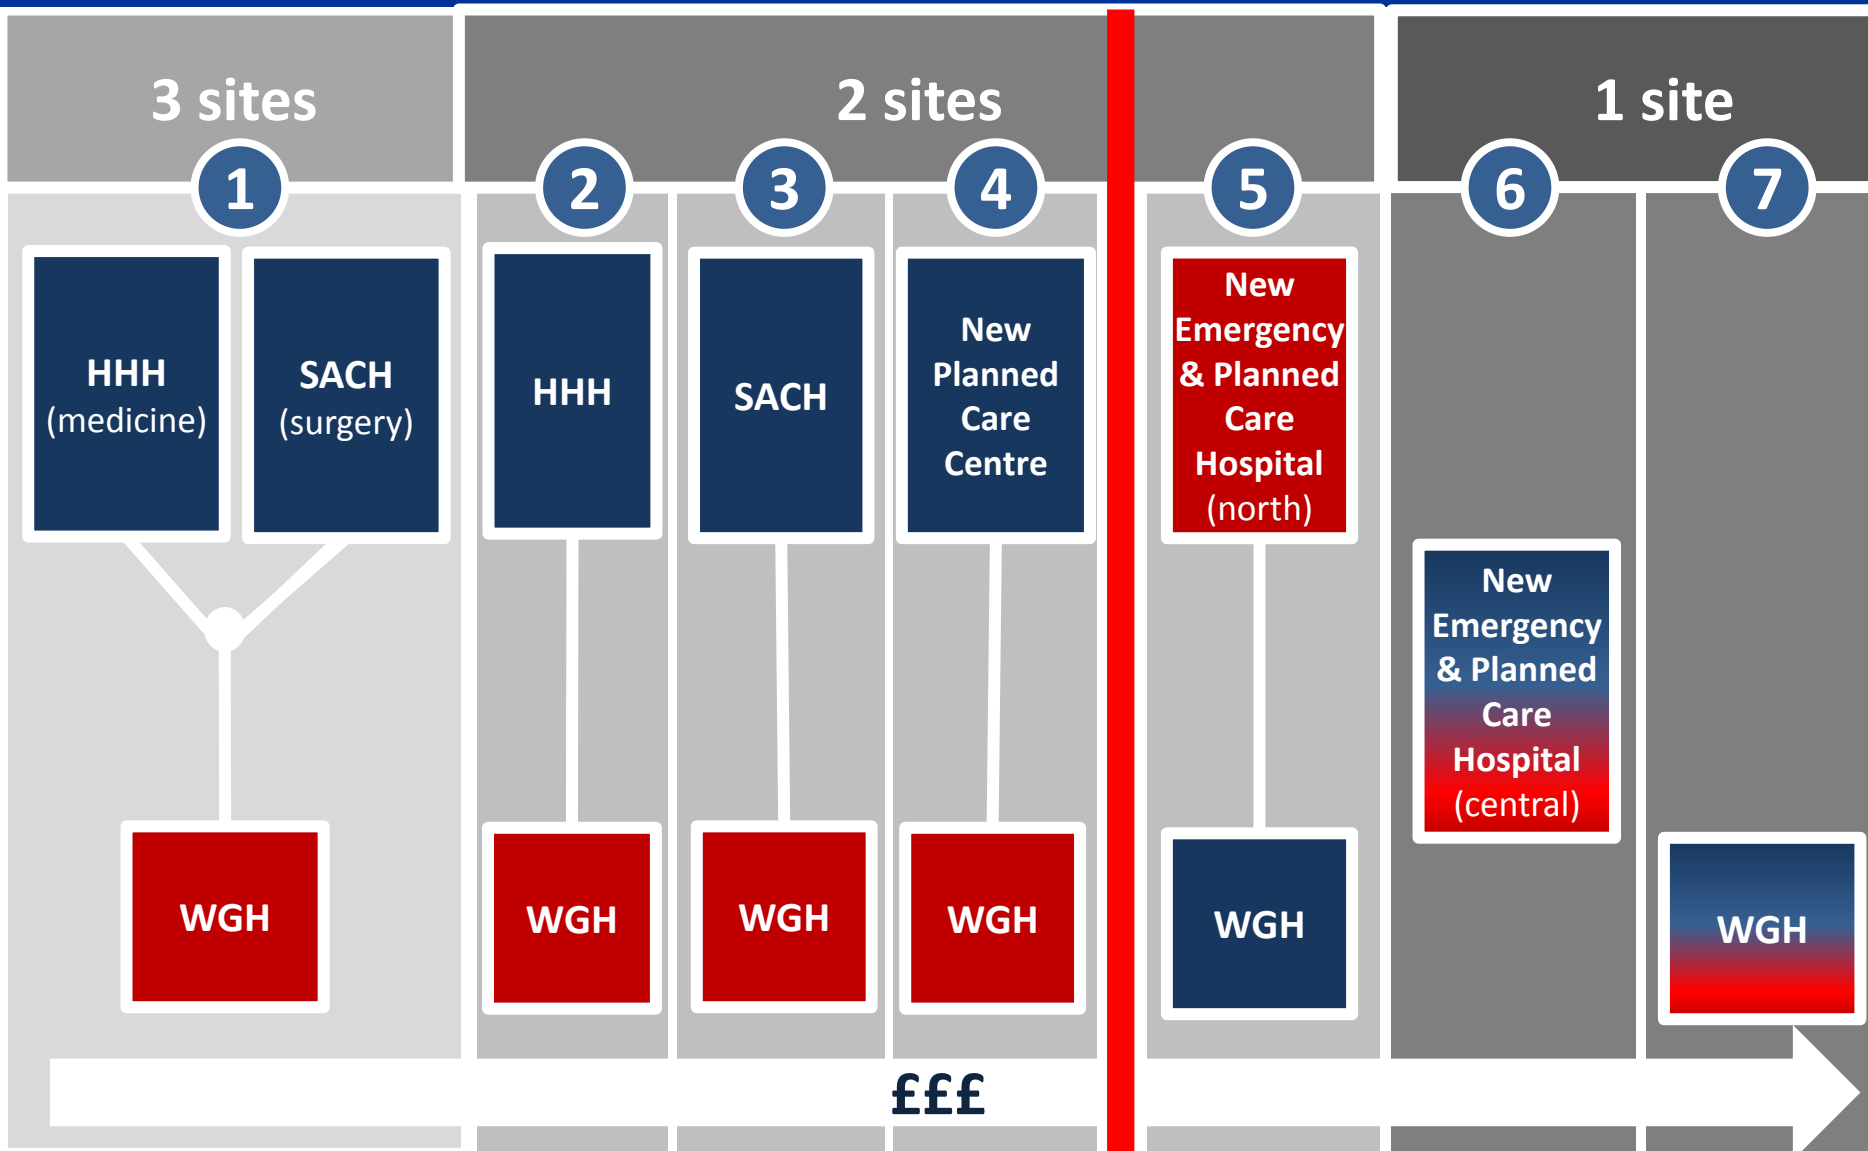 3 sites
2 sites
1 site
1
2
3
4
5
6
7
HHH
(medicine)
SACH
(surgery)
HHH
SACH
New
Planned
Care
Centre
New
Emergency
& Planned
Care
Hospital
(north)
New
Emergency
& Planned
Care
Hospital
(central)
WGH
WGH
WGH
WGH
WGH
WGH
£££